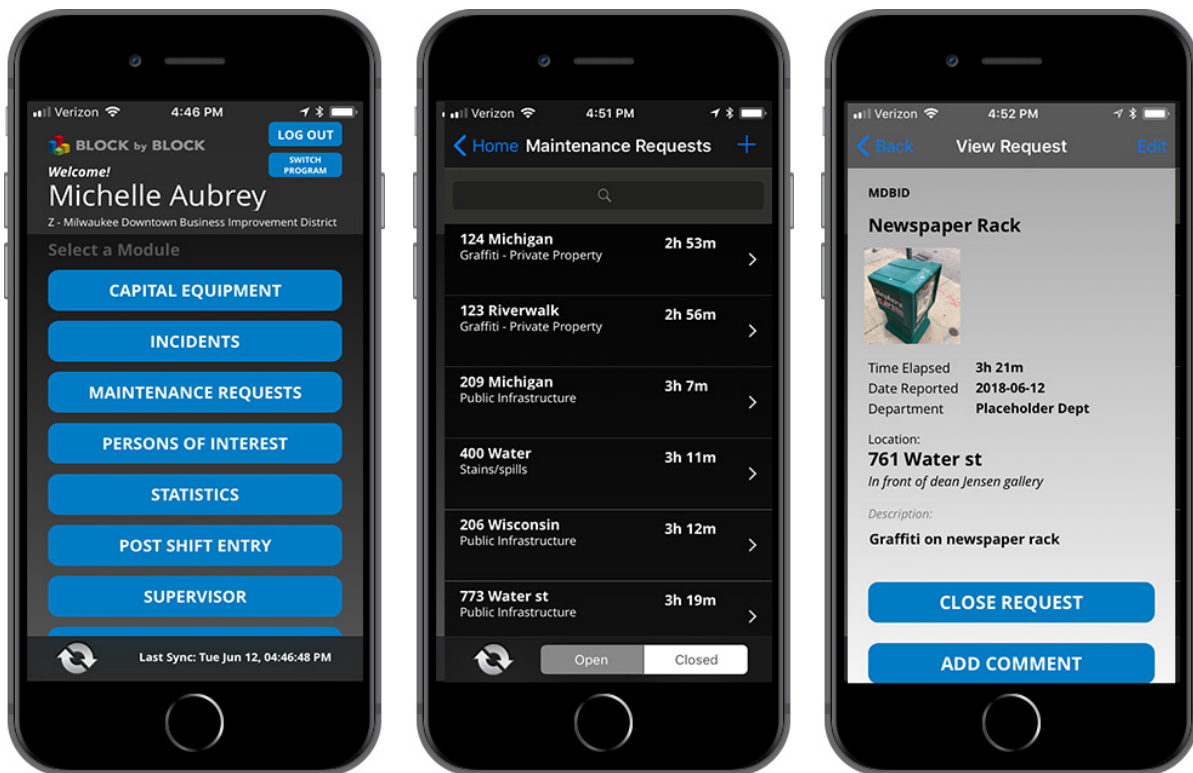 Verizon 4:46 PM
BLOCK by BLOCK
LOG OUT
SWITCH PROGRAM
Welcome!
Michelle Aubrey
Z - Milwaukee Downtown Business Improvement District
Select a Module
CAPITAL EQUIPMENT
INCIDENTS
MAINTENANCE REQUESTS
PERSONS OF INTEREST
STATISTICS
POST SHIFT ENTRY
SUPERVISOR
Last Sync: Tue Jun 12, 04:46:48 PM
Verizon 4:51 PM
Home Maintenance Requests +
124 Michigan 2h 53m
Graffiti - Private Property
123 Riverwalk 2h 56m
Graffiti - Private Property
209 Michigan 3h 7m
Public Infrastructure
400 Water 3h 11m
Stains/spills
206 Wisconsin 3h 12m
Public Infrastructure
773 Water st 3h 19m
Public Infrastructure
Open Closed
Verizon 4:52 PM
Back View Request Edit
MDBID
Newspaper Rack
Time Elapsed 3h 21m
Date Reported 2018-06-12
Department Placeholder Dept
Location:
761 Water st
In front of dean Jensen gallery
Description:
Graffiti on newspaper rack
CLOSE REQUEST
ADD COMMENT